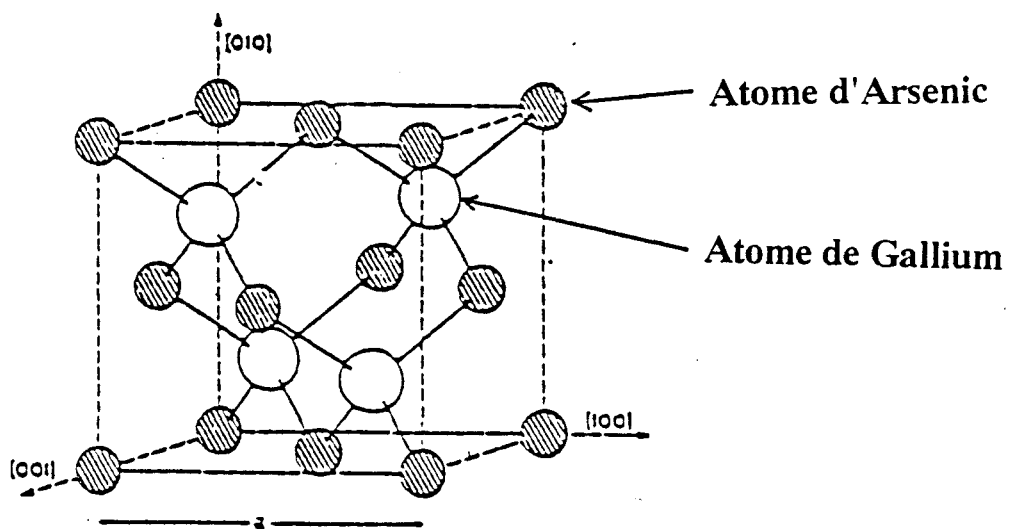 [010]
Atome d'Arsenic
Atome de Gallium
[100]
[001]
a